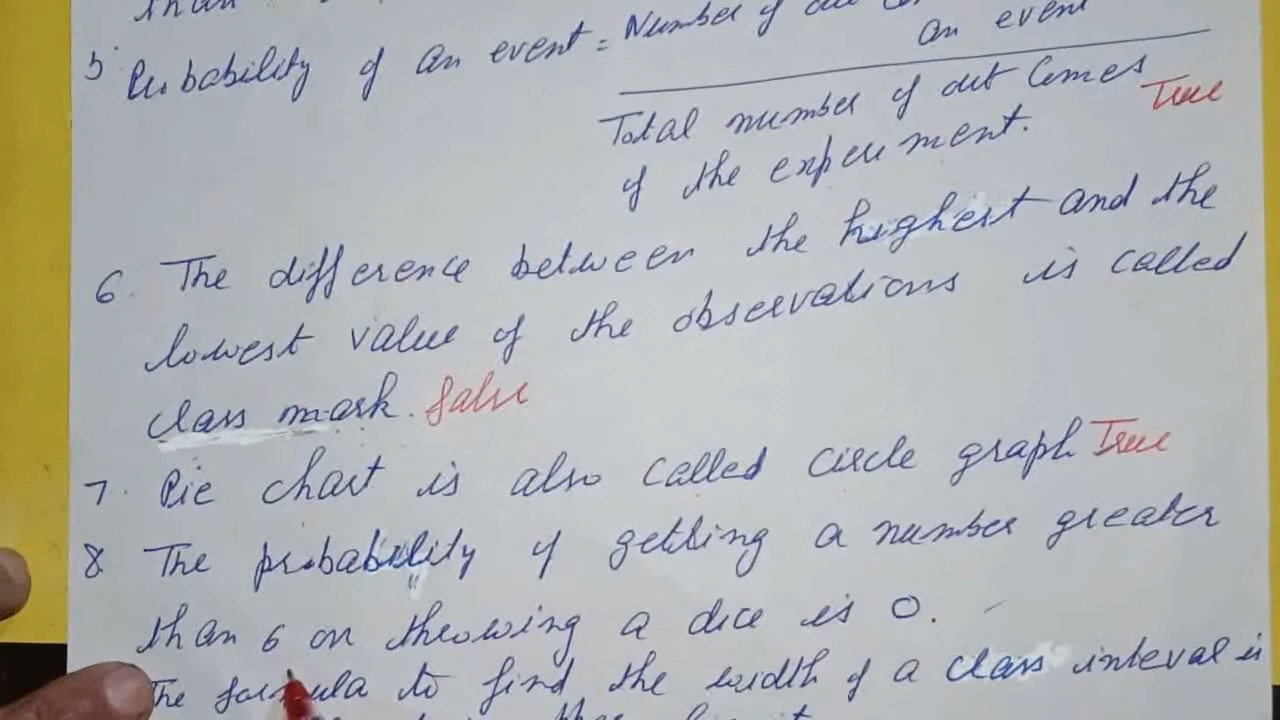 than
5. Probability of an event = Number of out
an event
Total number of out Comes True
of the experiment.
6. The difference between the highest and the
lowest value of the observations is called
class mark. false
7. Pie chart is also called circle graph True
8 The probability of getting a number greater
than 6 on throwing a dice is 0.
The formula to find the width of a class interval is